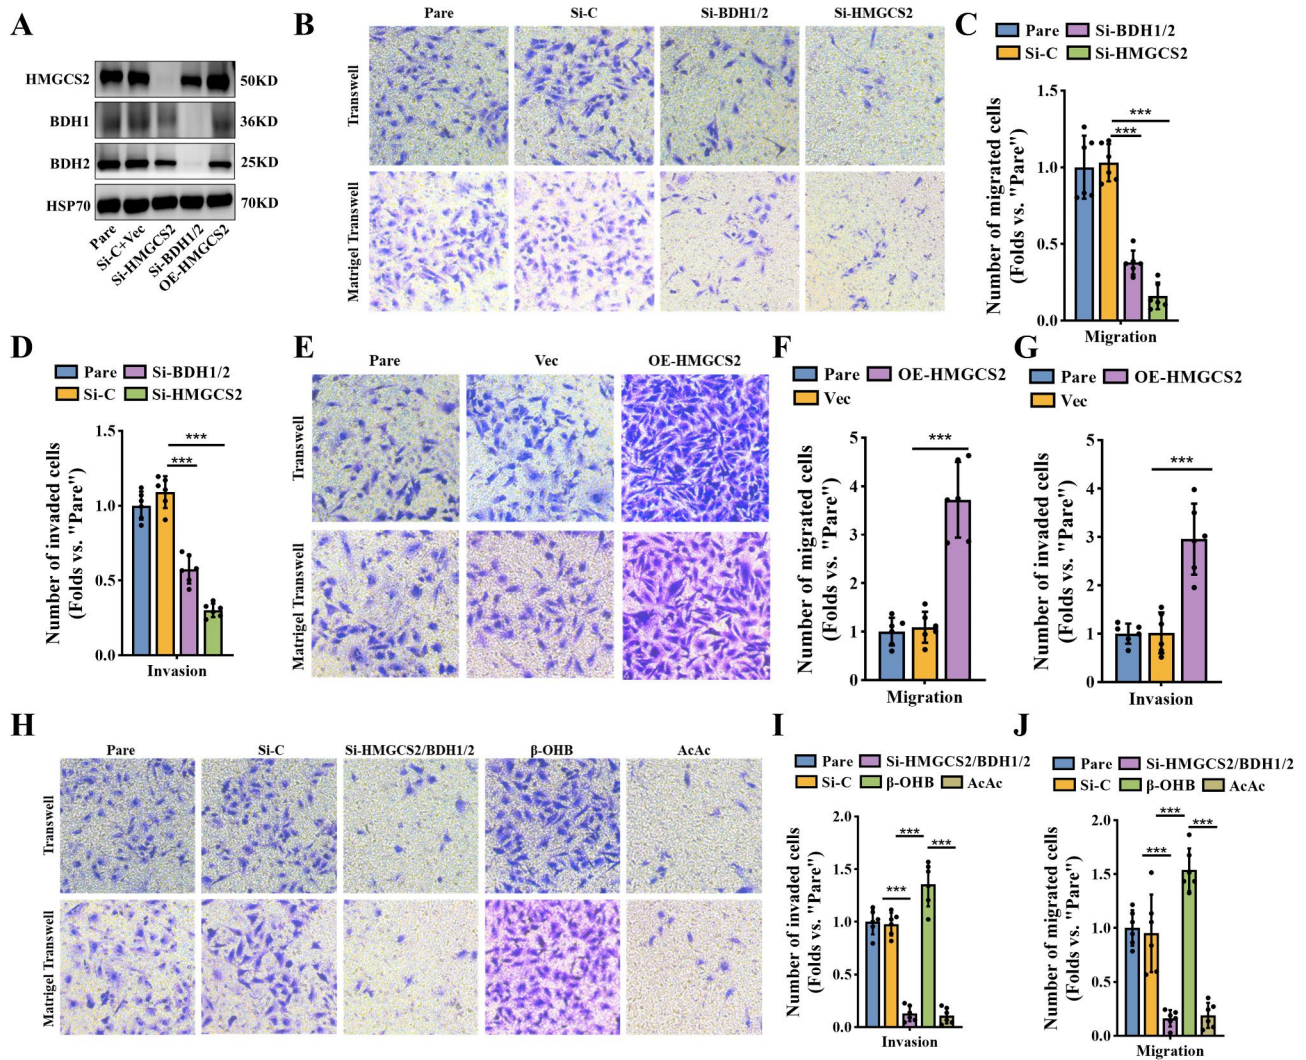 A
HMGCS2
50KD
BDH1
36KD
BDH2
25KD
HSP70
70KD
Pare
Si-C+Vec
Si-HMGCS2
Si-BDH1/2
OE-HMGCS2
B
Pare
Si-C
Si-BDH1/2
Si-HMGCS2
Transwell
Matrigel Transwell
C
Pare
Si-BDH1/2
Si-C
Si-HMGCS2
Number of migrated cells
(Folds vs. "Pare")
1.5
1.0
0.5
0.0
***
***
Migration
D
Pare
Si-BDH1/2
Si-C
Si-HMGCS2
Number of invaded cells
(Folds vs. "Pare")
1.5
1.0
0.5
0.0
***
***
Invasion
E
Pare
Vec
OE-HMGCS2
Transwell
Matrigel Transwell
F
Pare
OE-HMGCS2
Vec
Number of migrated cells
(Folds vs. "Pare")
5
4
3
2
1
0
***
Migration
G
Pare
OE-HMGCS2
Vec
Number of invaded cells
(Folds vs. "Pare")
5
4
3
2
1
0
***
Invasion
H
Pare
Si-C
Si-HMGCS2/BDH1/2
β-OHB
AcAc
Transwell
Matrigel Transwell
I
Pare
Si-HMGCS2/BDH1/2
Si-C
β-OHB
AcAc
Number of invaded cells
(Folds vs. "Pare")
2.0
1.5
1.0
0.5
0.0
***
***
***
Invasion
J
Pare
Si-HMGCS2/BDH1/2
Si-C
β-OHB
AcAc
Number of migrated cells
(Folds vs. "Pare")
2.0
1.5
1.0
0.5
0.0
***
***
***
Migration